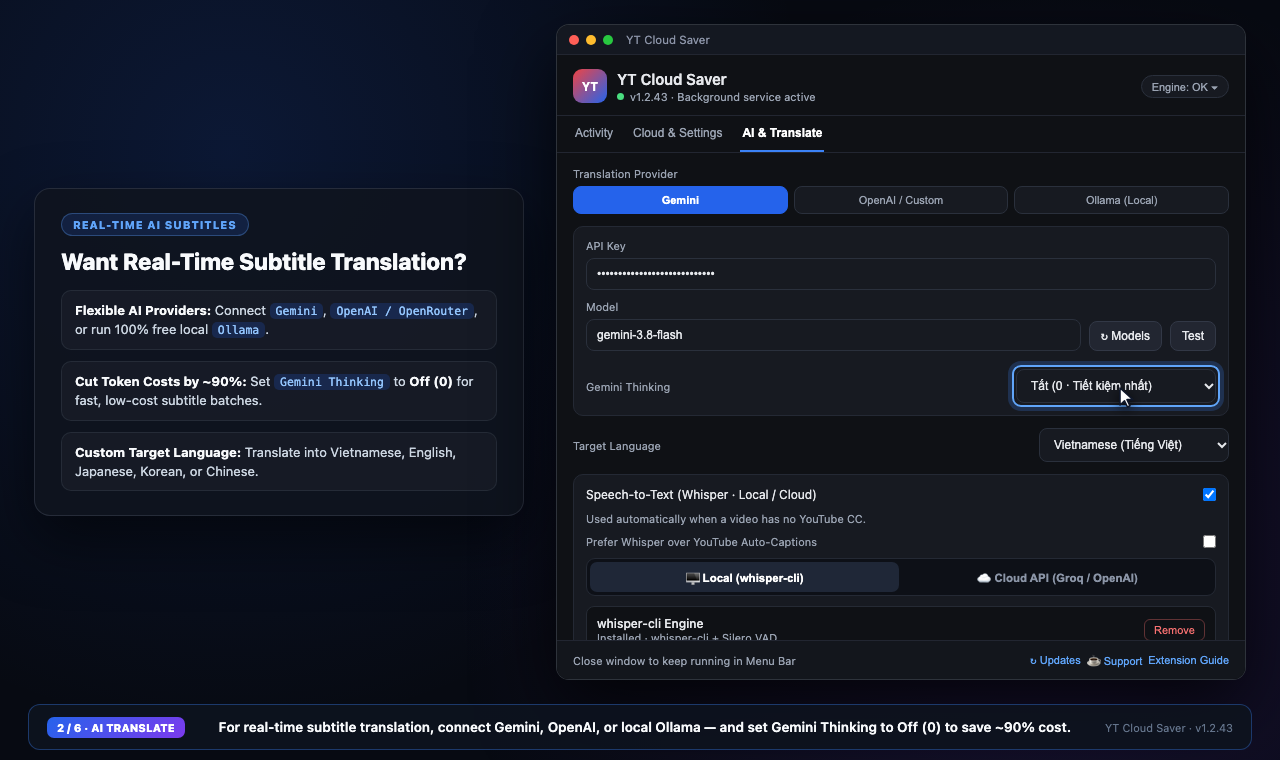 REAL-TIME AI SUBTITLES
Want Real-Time Subtitle Translation?
Flexible AI Providers: Connect Gemini, OpenAI / OpenRouter,
or run 100% free local Ollama.
Cut Token Costs by ~90%: Set Gemini Thinking to Off (0) for
fast, low-cost subtitle batches.
Custom Target Language: Translate into Vietnamese, English,
Japanese, Korean, or Chinese.
YT Cloud Saver
YT
YT Cloud Saver
v1.2.43 · Background service active
Engine: OK
Activity
Cloud & Settings
AI & Translate
Translation Provider
Gemini
OpenAI / Custom
Ollama (Local)
API Key
Model
gemini-3.8-flash
↻ Models
Test
Gemini Thinking
Tắt (0 · Tiết kiệm nhất)
Target Language
Vietnamese (Tiếng Việt)
Speech-to-Text (Whisper · Local / Cloud)
Used automatically when a video has no YouTube CC.
Prefer Whisper over YouTube Auto-Captions
Local (whisper-cli)
Cloud API (Groq / OpenAI)
whisper-cli Engine
Installed · whisper-cli + Silero VAD
Remove
Close window to keep running in Menu Bar
↻ Updates
Support
Extension Guide
2 / 6 · AI TRANSLATE
For real-time subtitle translation, connect Gemini, OpenAI, or local Ollama — and set Gemini Thinking to Off (0) to save ~90% cost.
YT Cloud Saver · v1.2.43